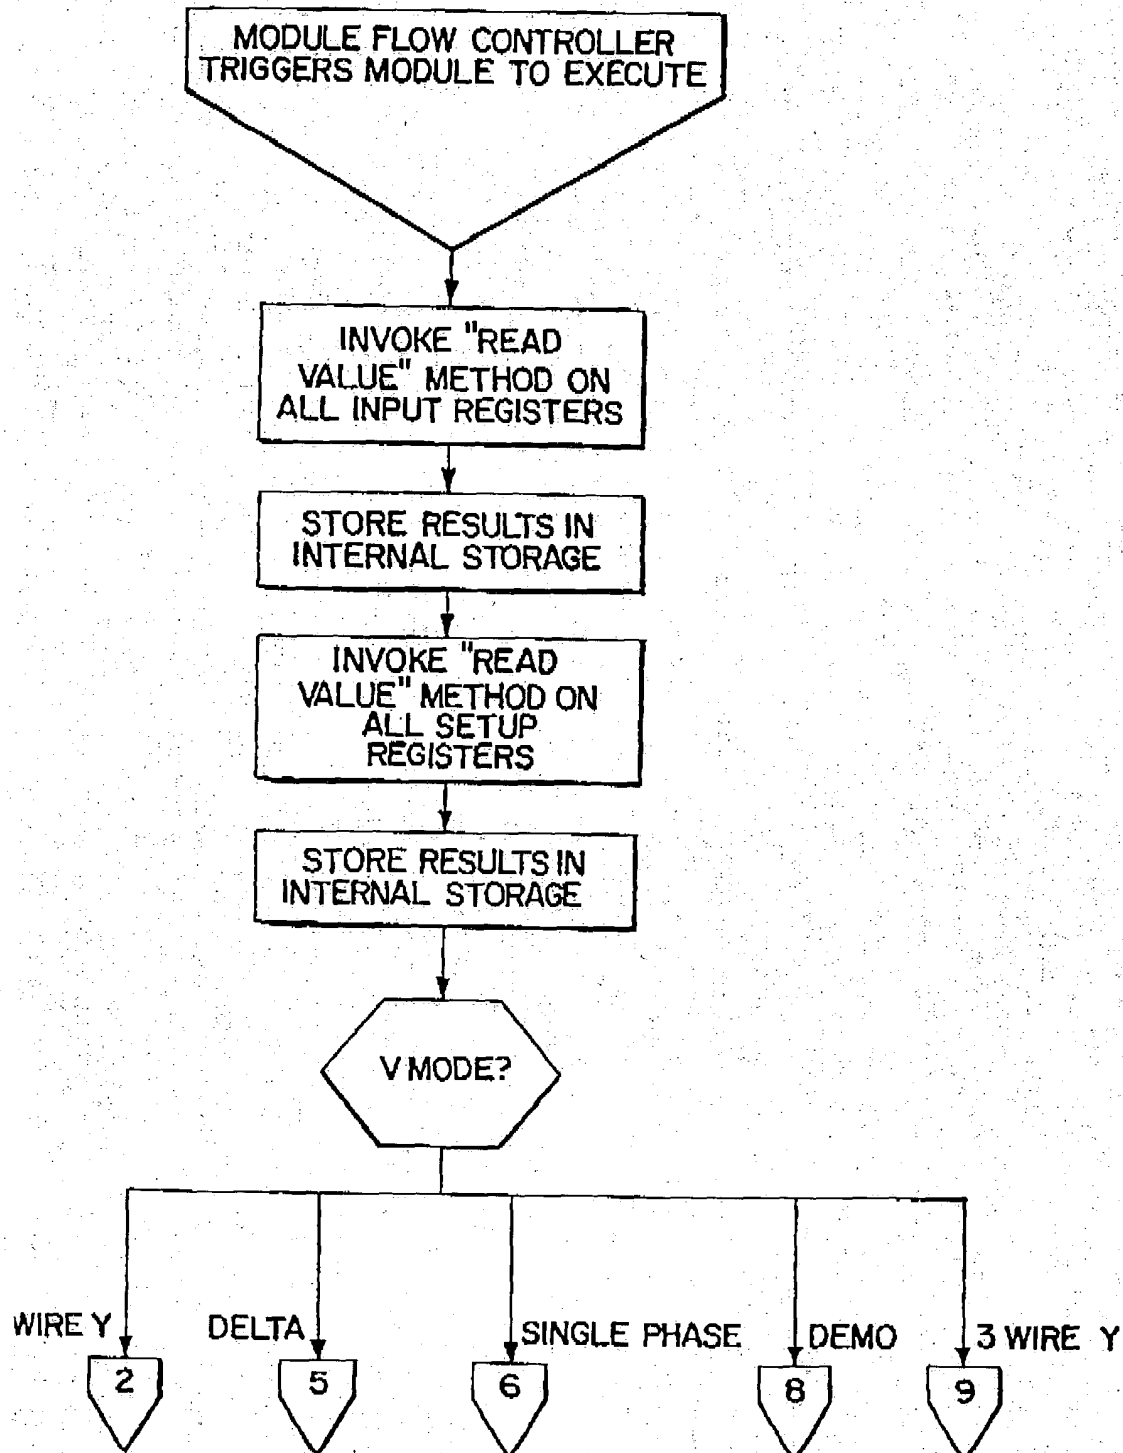 MODULE FLOW CONTROLLER
TRIGGERS MODULE TO EXECUTE
INVOKE "READ
VALUE" METHOD ON
ALL INPUT REGISTERS
STORE RESULTS IN
INTERNAL STORAGE
INVOKE "READ
VALUE" METHOD ON
ALL SETUP
REGISTERS
STORE RESULTS IN
INTERNAL STORAGE
V MODE?
WIRE Y
DELTA
SINGLE PHASE
DEMO
3 WIRE Y
2
5
6
8
9